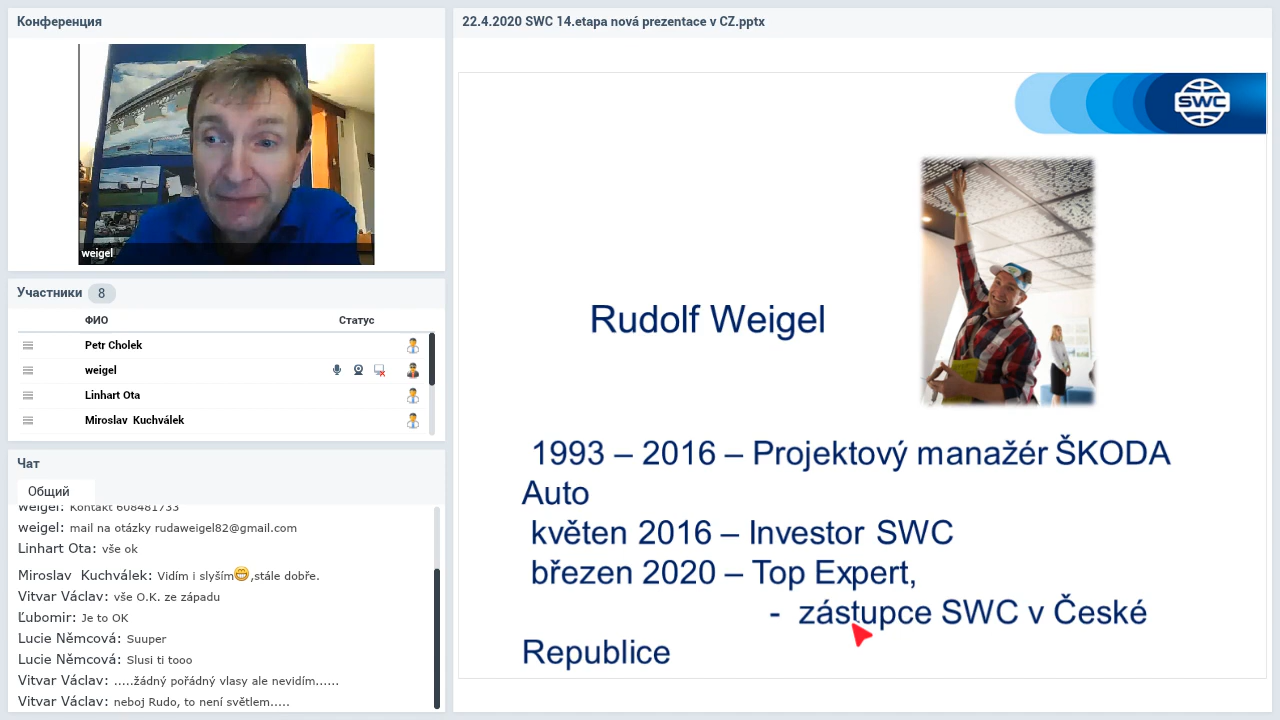 Конференция
weigel
Участники 8
ФИО Статус
Petr Cholek
weigel
Linhart Ota
Miroslav Kuchválek
Чат
Общий
weigel: Kontakt 608481733
weigel: mail na otázky rudaweigel82@gmail.com
Linhart Ota: vše ok
Miroslav Kuchválek: Vidím i slyším😁,stále dobře.
Vitvar Václav: vše O.K. ze západu
Ľubomir: Je to OK
Lucie Němcová: Suuper
Lucie Němcová: Slusi ti tooo
Vitvar Václav: .....žádný pořádný vlasy ale nevidím......
Vitvar Václav: neboj Rudo, to není světlem.....
22.4.2020 SWC 14.etapa nová prezentace v CZ.pptx
SWC
Rudolf Weigel
1993 – 2016 – Projektový manažér ŠKODA
Auto
květen 2016 – Investor SWC
březen 2020 – Top Expert,
- zástupce SWC v České
Republice